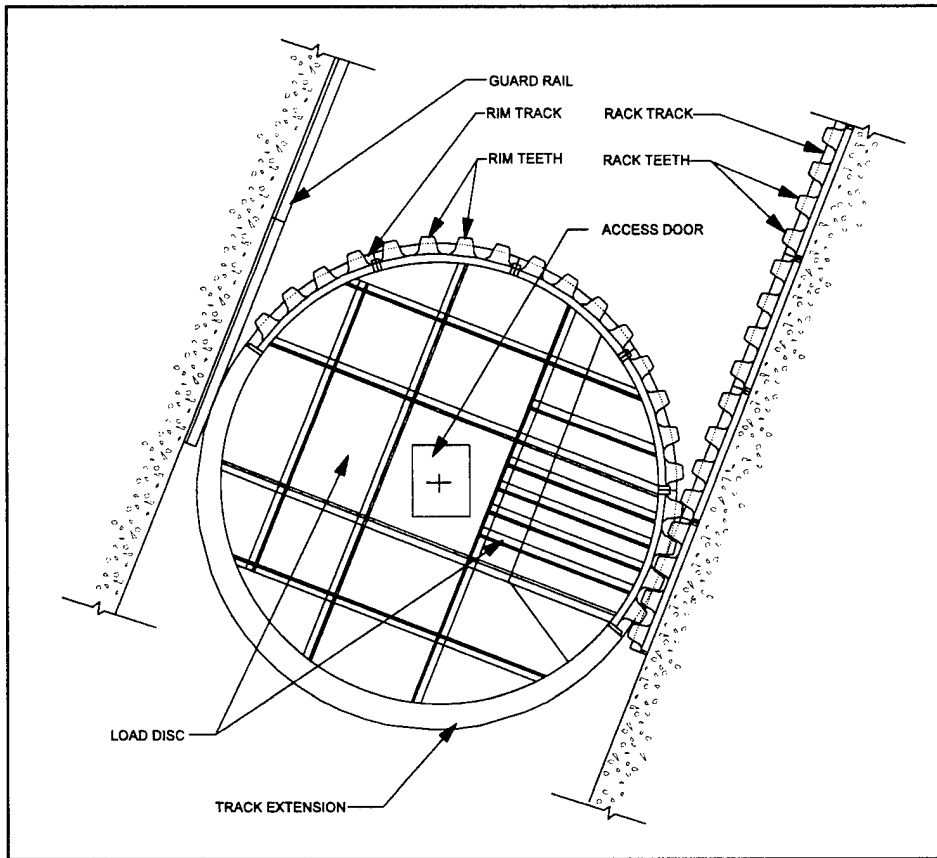 GUARD RAIL
RIM TRACK
RACK TRACK
RIM TEETH
RACK TEETH
ACCESS DOOR
LOAD DISC
TRACK EXTENSION